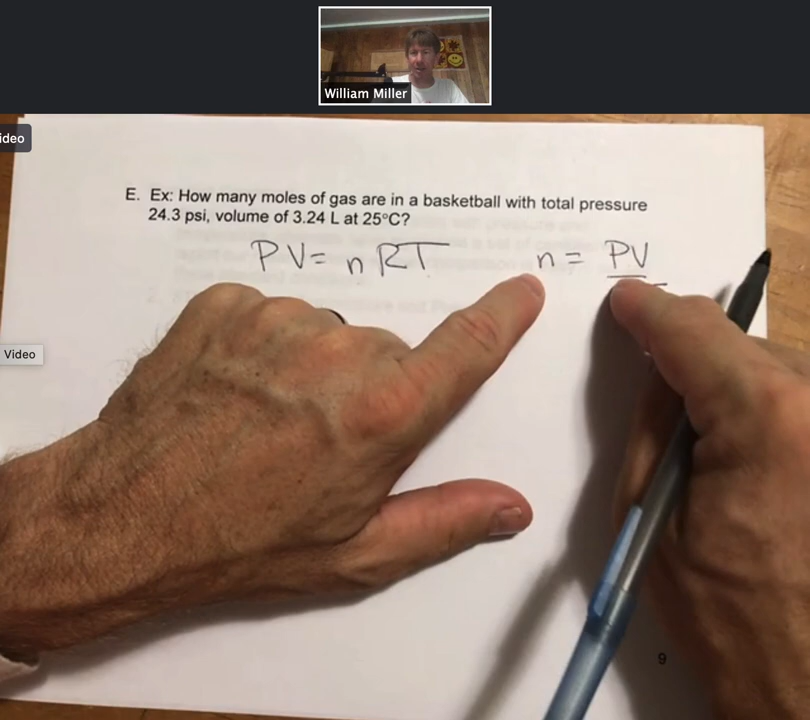 William Miller
ideo
E. Ex: How many moles of gas are in a basketball with total pressure
24.3 psi, volume of 3.24 L at 25°C?
PV= nRT n = PV
Video
9